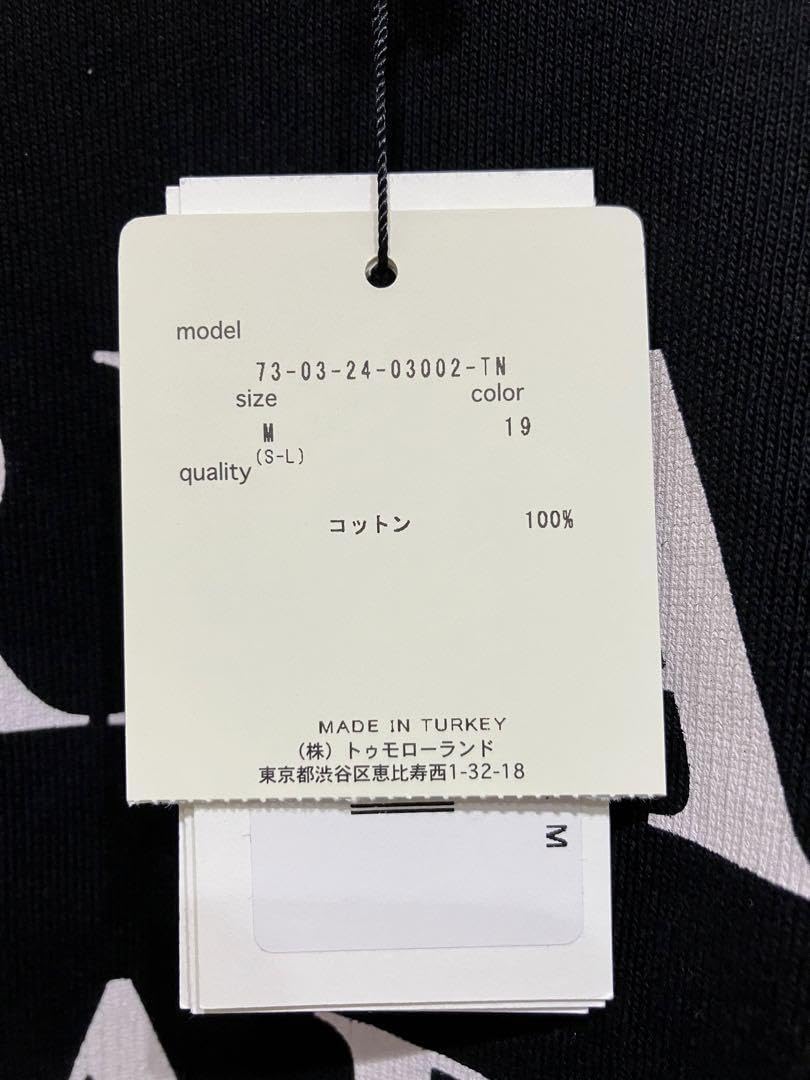 model
73-03-24-03002-TN
size color
M 19
(S-L)
quality
コットン 100%
MADE IN TURKEY
（株）トゥモローランド
東京都渋谷区恵比寿西1-32-18
M